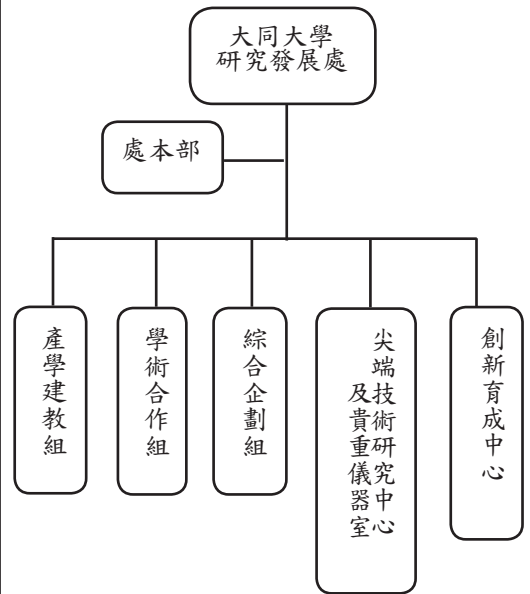 大同大學
研究發展處
處本部
產學建教組
學術合作組
綜合企劃組
尖端技術研究中心
及貴重儀器室
創新育成中心